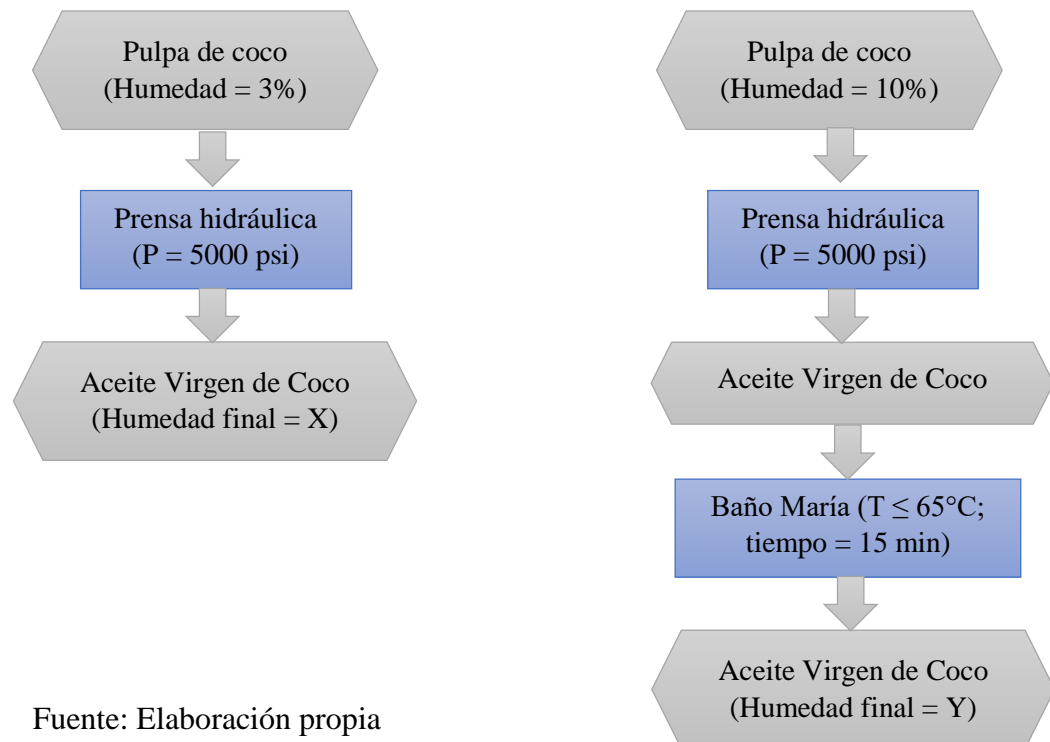 Pulpa de coco
(Humedad = 3%)
Prensa hidráulica
(P = 5000 psi)
Aceite Virgen de Coco
(Humedad final = X)
Pulpa de coco
(Humedad = 10%)
Prensa hidráulica
(P = 5000 psi)
Aceite Virgen de Coco
Baño María (T ≤ 65°C;
tiempo = 15 min)
Aceite Virgen de Coco
(Humedad final = Y)
Fuente: Elaboración propia